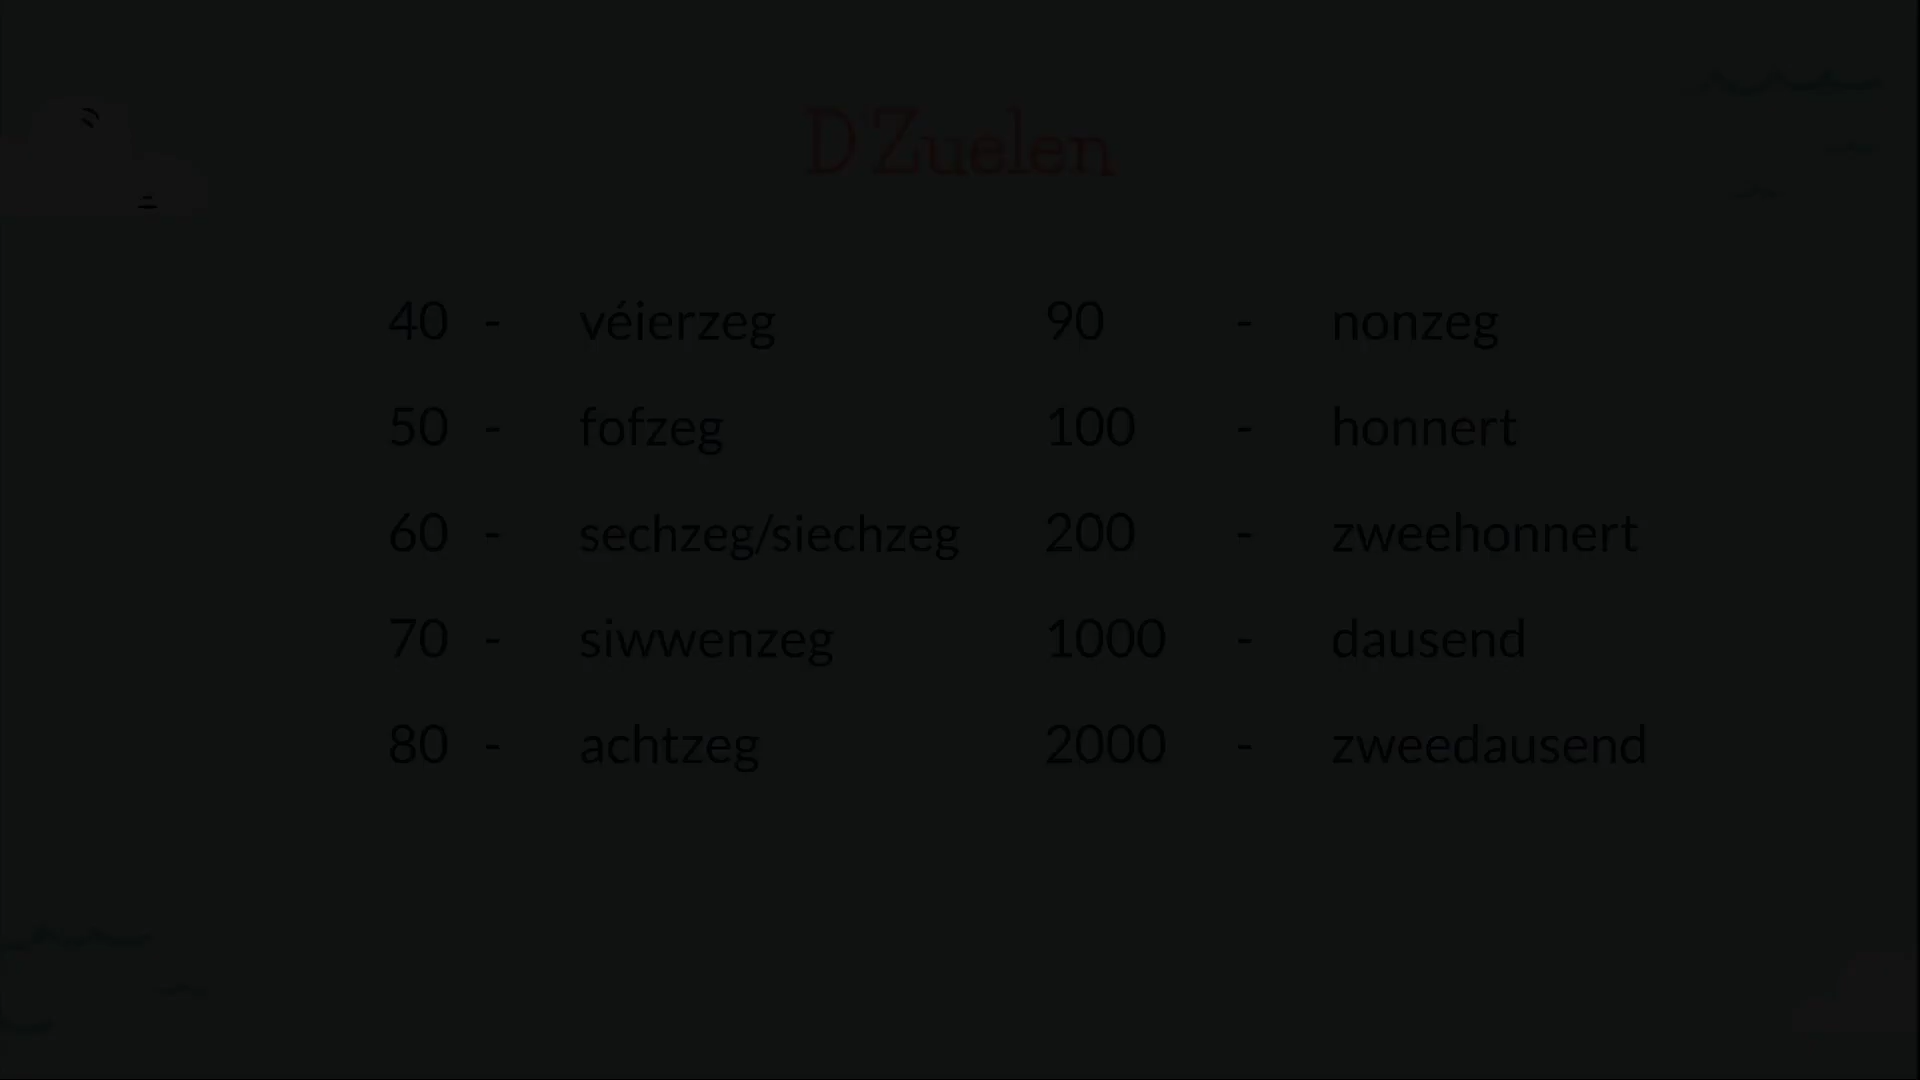 D'Zuelen
40 - véierzeg 90 - nonzeg
50 - fofzeg 100 - honnert
60 - sechzeg/siechzeg 200 - zweehonnert
70 - siwwenzeg 1000 - dausend
80 - achtzeg 2000 - zweedausend